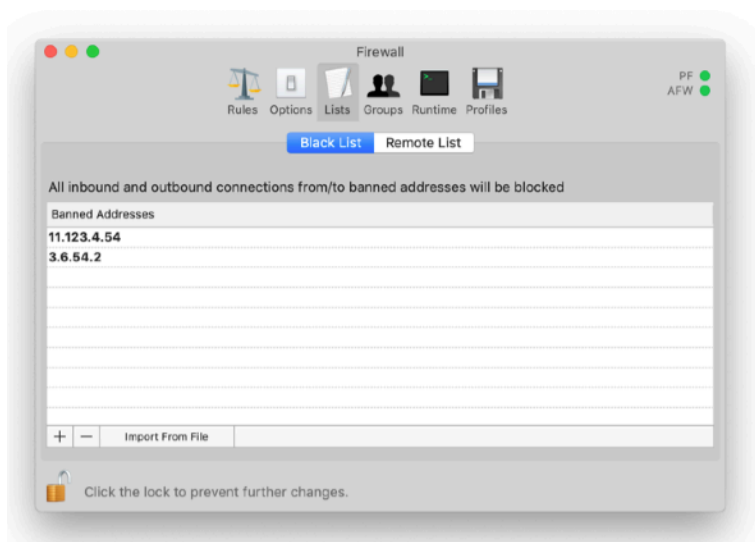 Firewall
PF
AFW
Rules Options Lists Groups Runtime Profiles
Black List Remote List
All inbound and outbound connections from/to banned addresses will be blocked
Banned Addresses
11.123.4.54
3.6.54.2
+ − Import From File
Click the lock to prevent further changes.